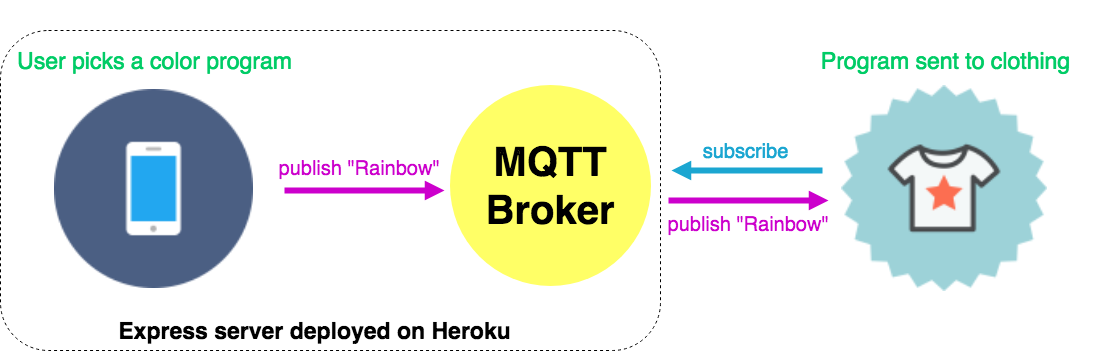 User picks a color program
Program sent to clothing
publish "Rainbow"
MQTT
Broker
subscribe
publish "Rainbow"
Express server deployed on Heroku